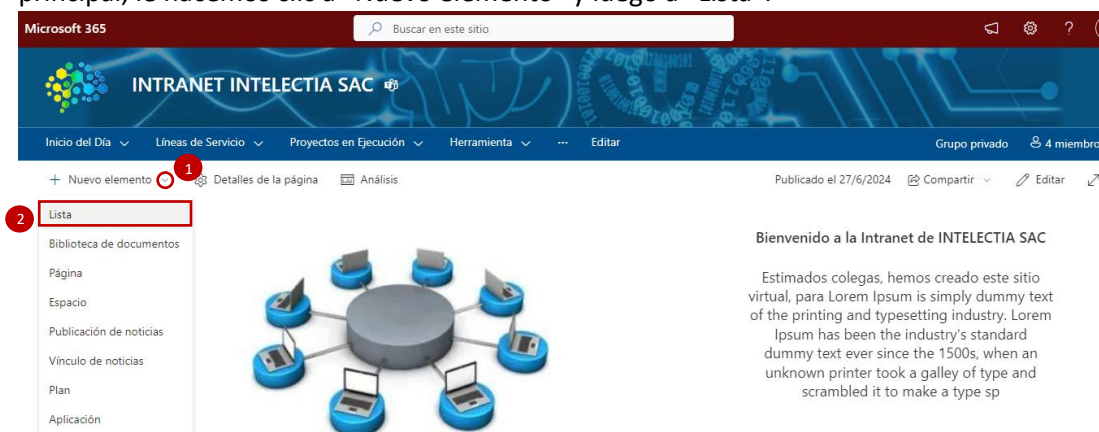 principal, le hacemos clic a "Nuevo elemento" y luego a "Lista".
Microsoft 365
Buscar en este sitio
?
INTRANET INTELECTIA SAC
Inicio del Día
Líneas de Servicio
Proyectos en Ejecución
Herramienta
...
Editar
Grupo privado
4 miembro
1
+ Nuevo elemento
Detalles de la página
Análisis
Publicado el 27/6/2024
Compartir
Editar
2
Lista
Biblioteca de documentos
Página
Espacio
Publicación de noticias
Vínculo de noticias
Plan
Aplicación
Bienvenido a la Intranet de INTELECTIA SAC
Estimados colegas, hemos creado este sitio
virtual, para Lorem Ipsum is simply dummy text
of the printing and typesetting industry. Lorem
Ipsum has been the industry's standard
dummy text ever since the 1500s, when an
unknown printer took a galley of type and
scrambled it to make a type sp